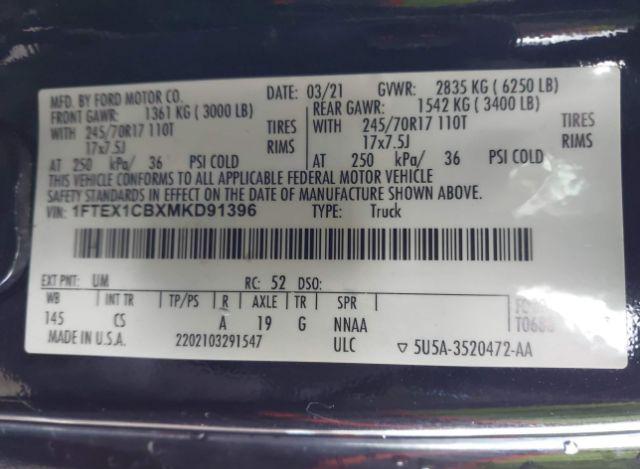 MFD. BY FORD MOTOR CO. DATE: 03/21 GVWR: 2835 KG ( 6250 LB)
FRONT GAWR: 1361 KG ( 3000 LB) REAR GAWR: 1542 KG ( 3400 LB)
WITH 245/70R17 110T TIRES WITH 245/70R17 110T TIRES
17x7.5J RIMS 17x7.5J RIMS
AT 250 kPa/ 36 PSI COLD AT 250 kPa/ 36 PSI COLD
THIS VEHICLE CONFORMS TO ALL APPLICABLE FEDERAL MOTOR VEHICLE
SAFETY STANDARDS IN EFFECT ON THE DATE OF MANUFACTURE SHOWN ABOVE.
VIN: 1FTEX1CBXMKD91396 TYPE: Truck
EXT PNT: UM RC: 52 DSO:
WB INT TR TP/PS R AXLE TR SPR
145 CS A 19 G NNAA
MADE IN U.S.A. 2202103291547 ULC ▽ 5U5A-3520472-AA